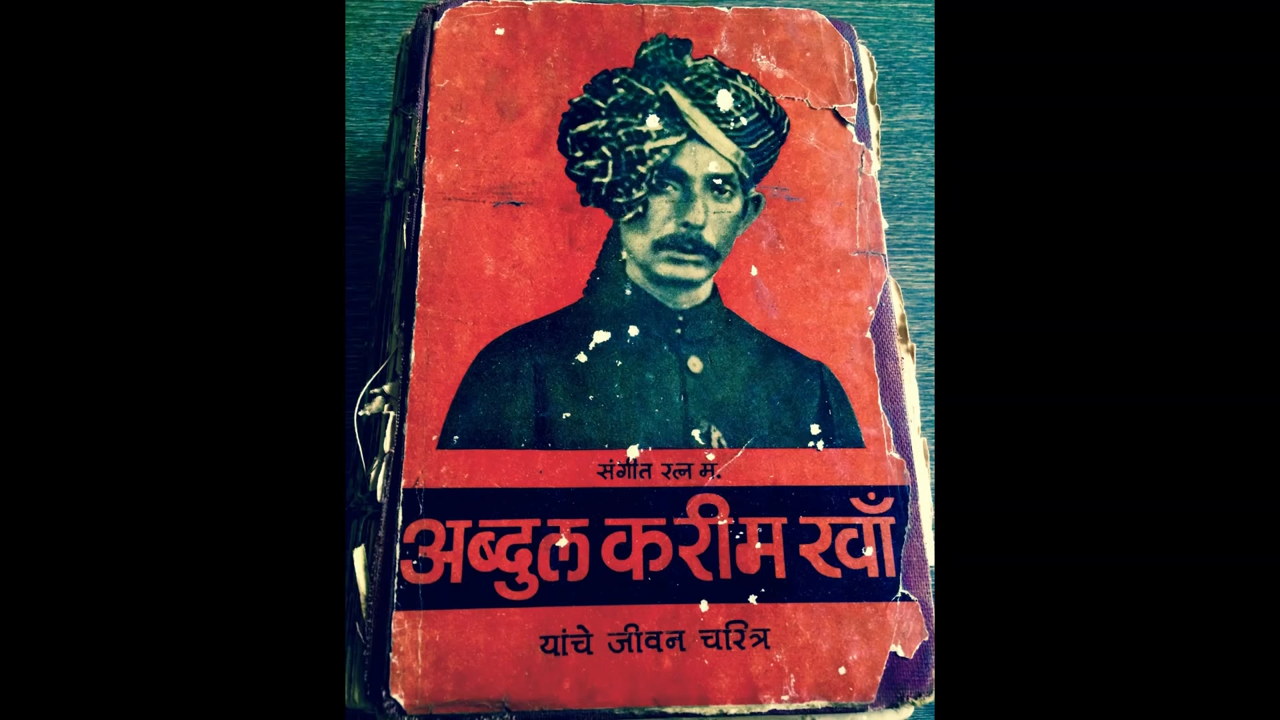 संगीत रत्न म.
अब्दुल करीम खाँ
यांचे जीवन चरित्र